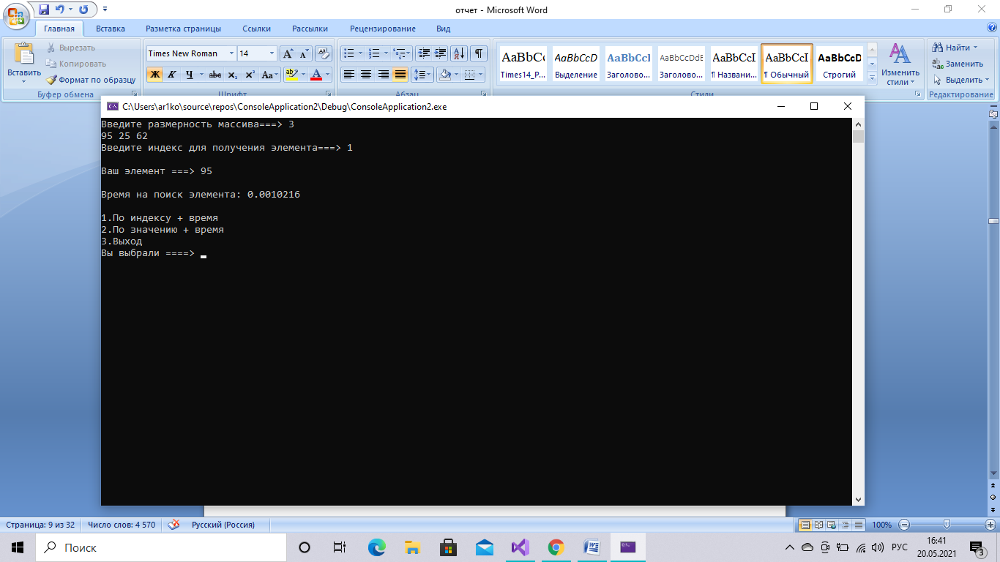 отчет - Microsoft Word
Главная Вставка Разметка страницы Ссылки Рассылки Рецензирование Вид
Вставить
Вырезать
Копировать
Формат по образцу
Буфер обмена
Times New Roman 14
Ж К Ч abc x₂ x² Aa
Шрифт
Абзац
AaBbCc AaBbCcD AaBbCcI AaBbCcDdE AaBbCcI AaBbCcI AaBbCcD
Times14_Р... Выделение Заголово... Заголово... ¶ Названи... ¶ Обычный Строгий
Изменить
стили
Стили
Найти
Заменить
Выделить
Редактирование
C:\Users\ar1ko\source\repos\ConsoleApplication2\Debug\ConsoleApplication2.exe
Введите размерность массива===> 3
95 25 62
Введите индекс для получения элемента===> 1
Ваш элемент ===> 95
Время на поиск элемента: 0.0010216
1.По индексу + время
2.По значению + время
3.Выход
Вы выбрали ====>
Страница: 9 из 32 Число слов: 4 570 Русский (Россия) 100%
Поиск
РУС
16:41
20.05.2021
3